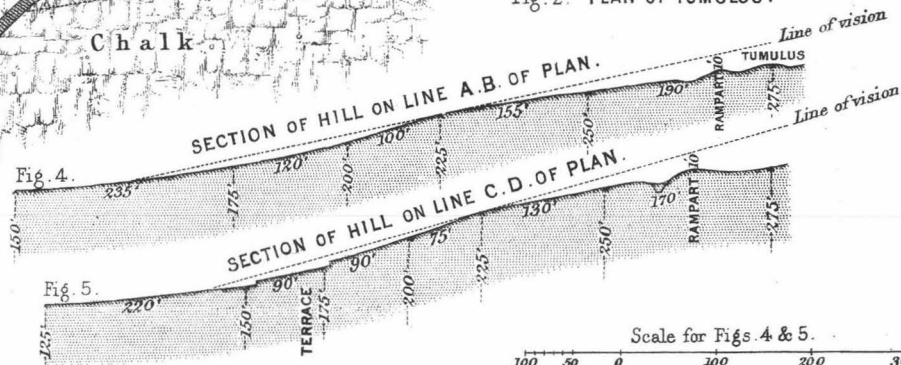 Fig. 2. PLAN OF TUMULUS.
Chalk
Line of vision
TUMULUS
SECTION OF HILL ON LINE A.B. OF PLAN.
190'
RAMPART 10'
275'
155'
250'
100'
225'
120'
200'
Fig. 4.
235'
175'
150'
Line of vision
SECTION OF HILL ON LINE C.D. OF PLAN.
170'
RAMPART 10'
275'
130'
250'
75'
225'
90'
200'
90'
175'
TERRACE
Fig. 5.
220'
150'
125'
Scale for Figs. 4 & 5.
100 50 0 100 200